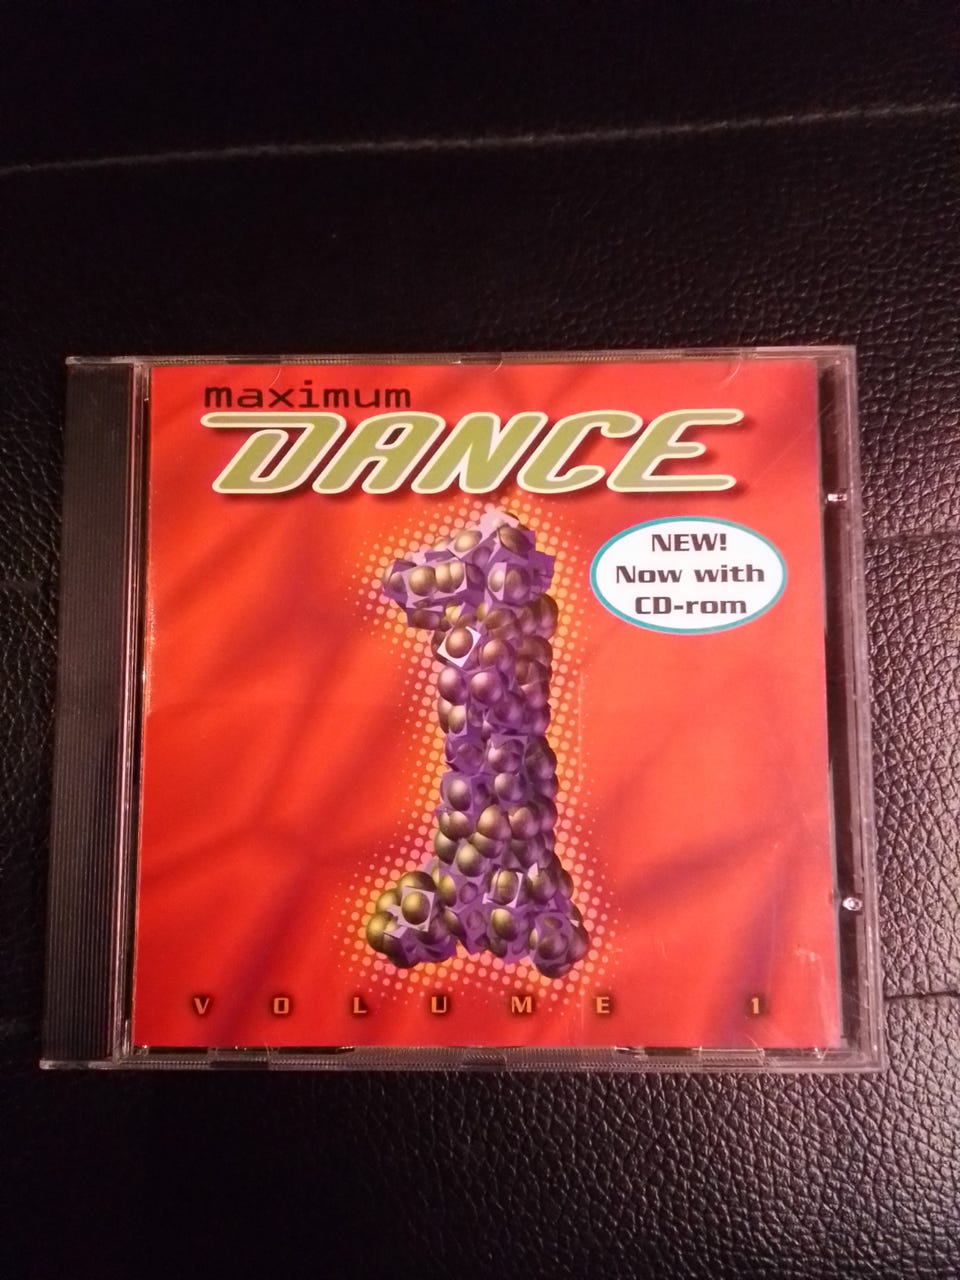 maximum
DANCE
NEW!
Now with
CD-rom
VOLUME 1